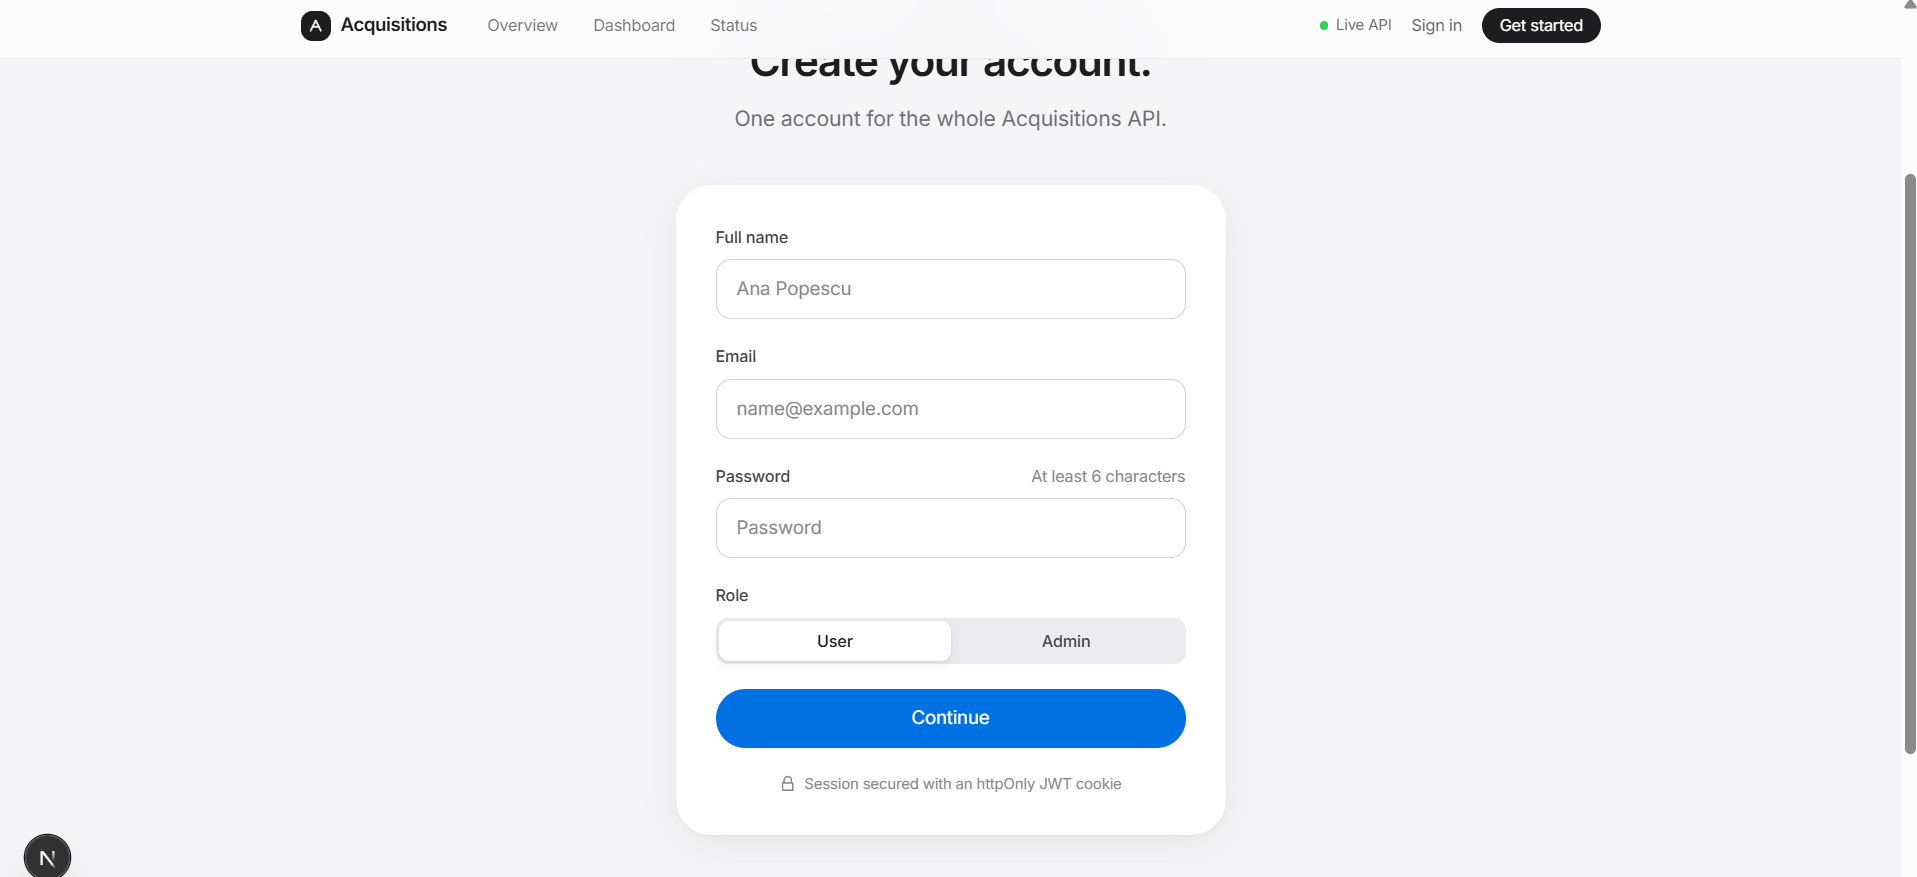 Acquisitions
Overview
Dashboard
Status
Live API
Sign in
Get started
Create your account.
One account for the whole Acquisitions API.
Full name
Ana Popescu
Email
name@example.com
Password
At least 6 characters
Password
Role
User
Admin
Continue
Session secured with an httpOnly JWT cookie
N